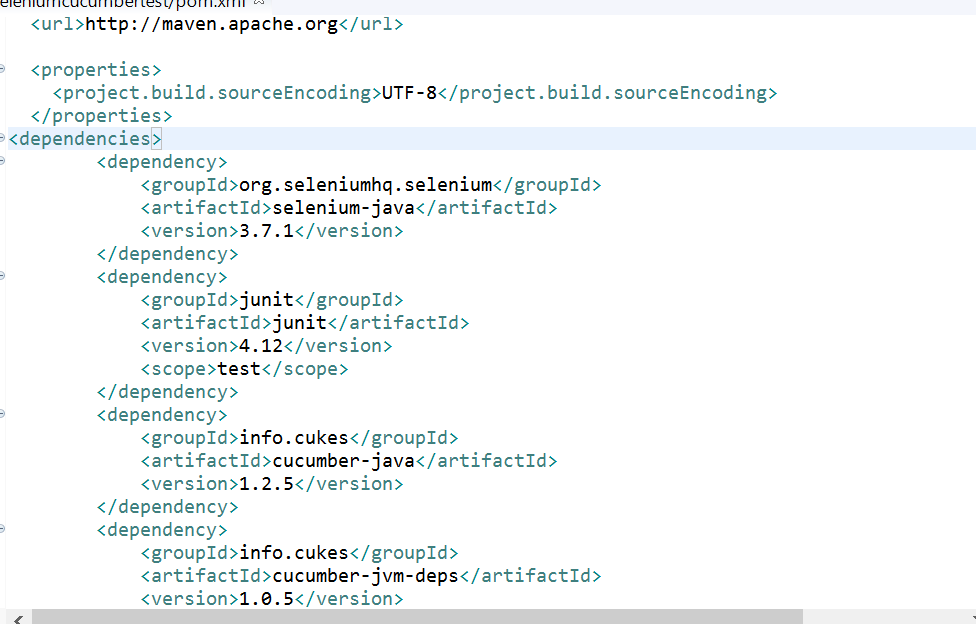 eleniumcucumbertest/pom.xml
<url>http://maven.apache.org</url>
<properties>
<project.build.sourceEncoding>UTF-8</project.build.sourceEncoding>
</properties>
<dependencies>
<dependency>
<groupId>org.seleniumhq.selenium</groupId>
<artifactId>selenium-java</artifactId>
<version>3.7.1</version>
</dependency>
<dependency>
<groupId>junit</groupId>
<artifactId>junit</artifactId>
<version>4.12</version>
<scope>test</scope>
</dependency>
<dependency>
<groupId>info.cukes</groupId>
<artifactId>cucumber-java</artifactId>
<version>1.2.5</version>
</dependency>
<dependency>
<groupId>info.cukes</groupId>
<artifactId>cucumber-jvm-deps</artifactId>
<version>1.0.5</version>